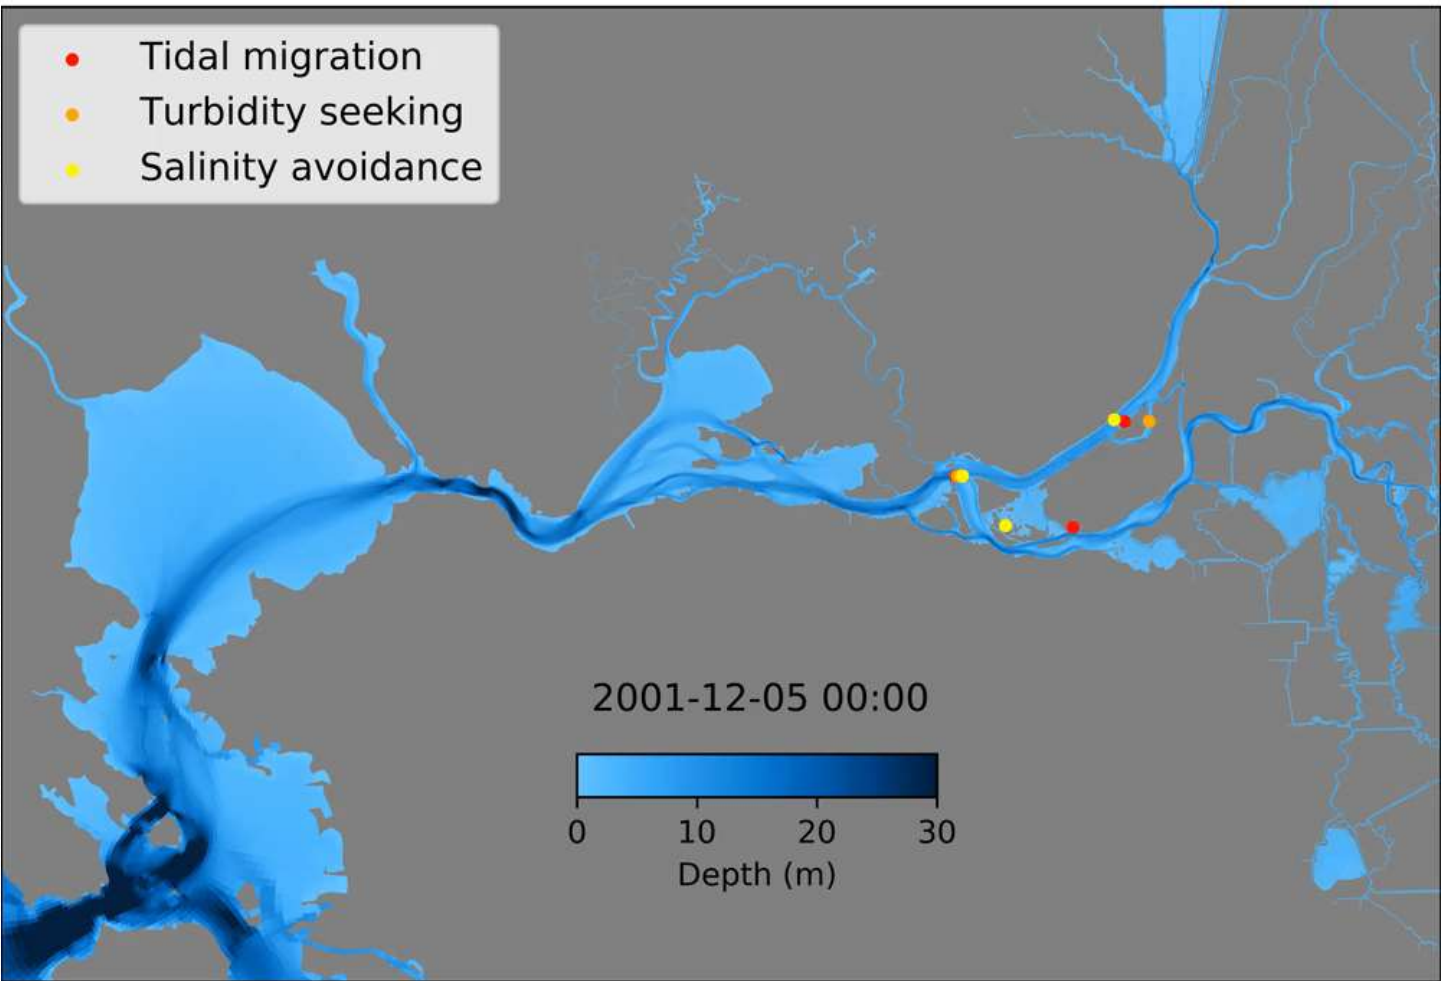 Tidal migration
Turbidity seeking
Salinity avoidance
2001-12-05 00:00
0 10 20 30
Depth (m)